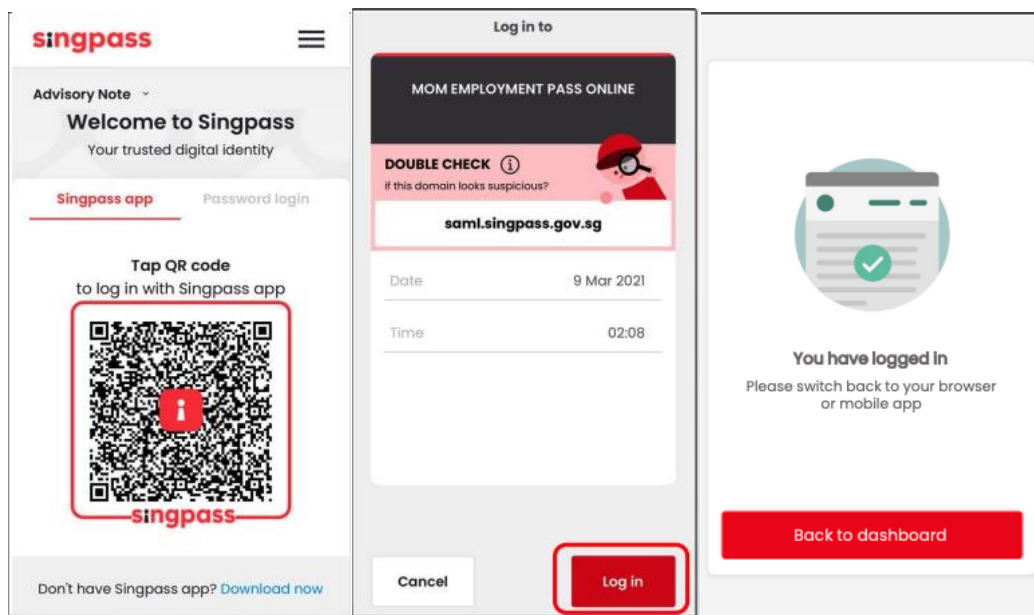 singpass
Advisory Note
Welcome to Singpass
Your trusted digital identity
Singpass app
Password login
Tap QR code
to log in with Singpass app
singpass
Don't have Singpass app? Download now
Log in to
MOM EMPLOYMENT PASS ONLINE
DOUBLE CHECK i
if this domain looks suspicious?
saml.singpass.gov.sg
Date 9 Mar 2021
Time 02:08
Cancel
Log in
You have logged in
Please switch back to your browser
or mobile app
Back to dashboard